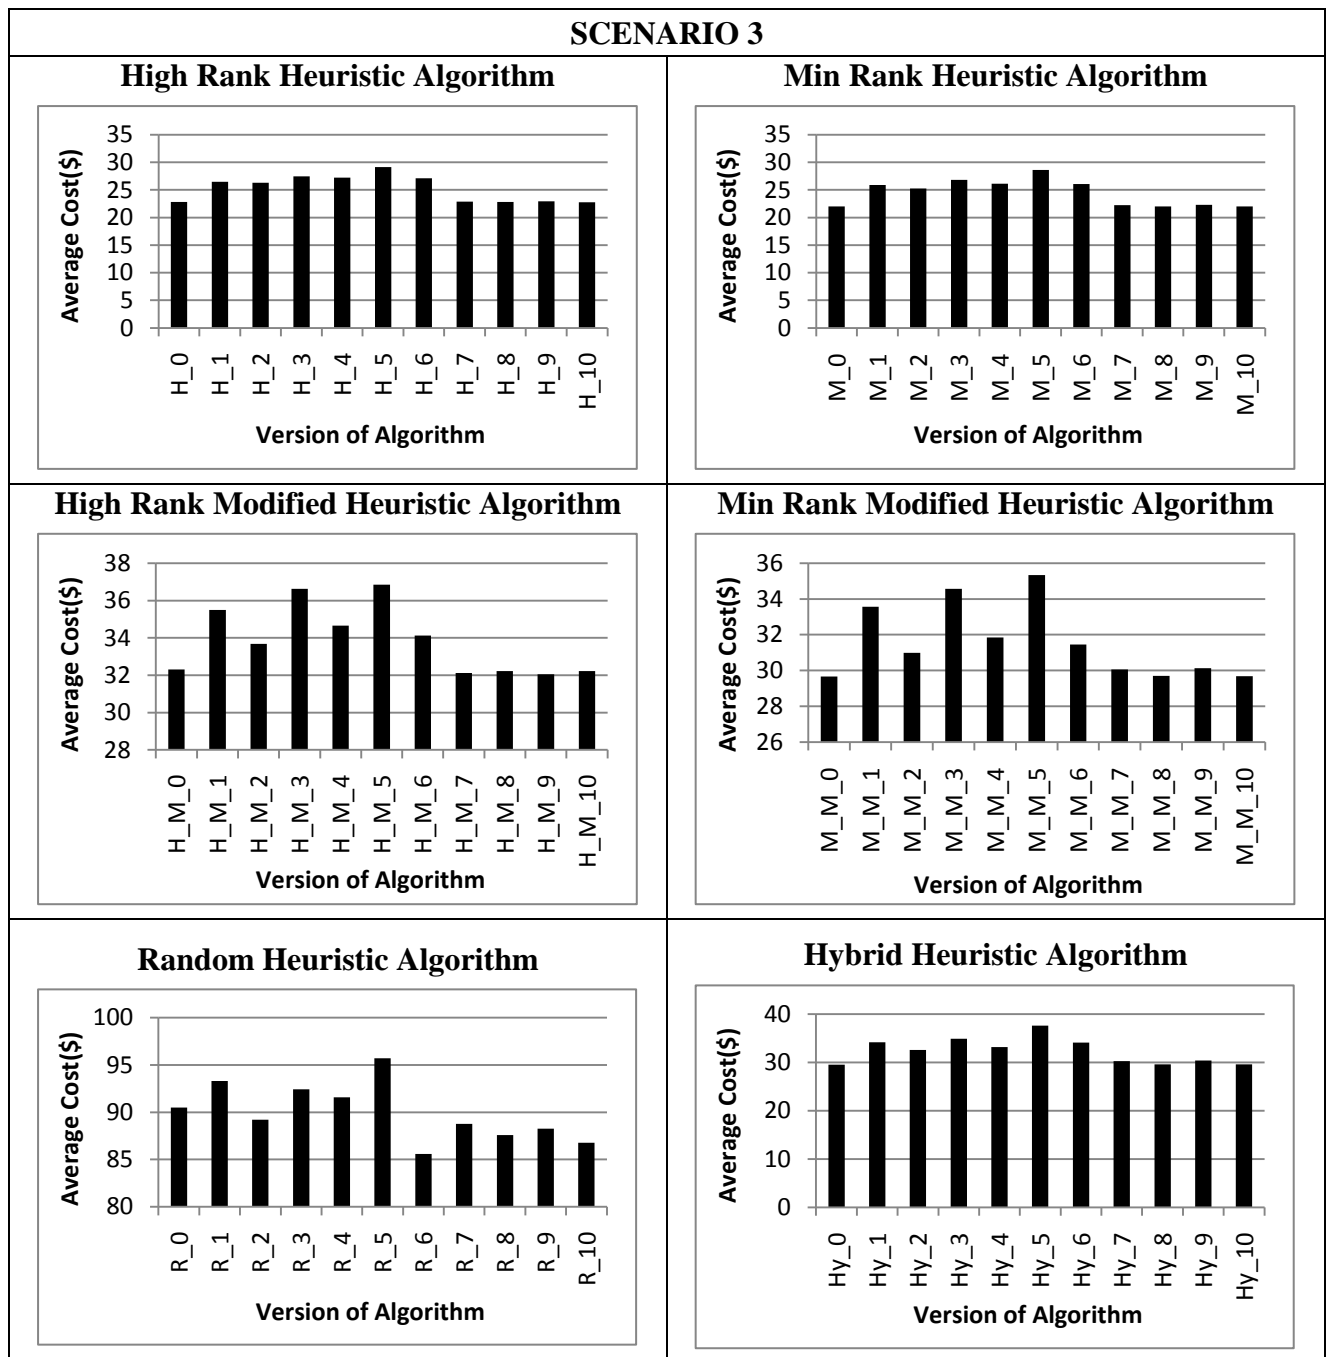 SCENARIO 3
High Rank Heuristic Algorithm
Average Cost($)
35
30
25
20
15
10
5
0
H_0
H_1
H_2
H_3
H_4
H_5
H_6
H_7
H_8
H_9
H_10
Version of Algorithm
Min Rank Heuristic Algorithm
Average Cost($)
35
30
25
20
15
10
5
0
M_0
M_1
M_2
M_3
M_4
M_5
M_6
M_7
M_8
M_9
M_10
Version of Algorithm
High Rank Modified Heuristic Algorithm
Average Cost($)
38
36
34
32
30
28
H_M_0
H_M_1
H_M_2
H_M_3
H_M_4
H_M_5
H_M_6
H_M_7
H_M_8
H_M_9
H_M_10
Version of Algorithm
Min Rank Modified Heuristic Algorithm
Average Cost($)
36
34
32
30
28
26
M_M_0
M_M_1
M_M_2
M_M_3
M_M_4
M_M_5
M_M_6
M_M_7
M_M_8
M_M_9
M_M_10
Version of Algorithm
Random Heuristic Algorithm
Average Cost($)
100
95
90
85
80
R_0
R_1
R_2
R_3
R_4
R_5
R_6
R_7
R_8
R_9
R_10
Version of Algorithm
Hybrid Heuristic Algorithm
Average Cost($)
40
30
20
10
0
Hy_0
Hy_1
Hy_2
Hy_3
Hy_4
Hy_5
Hy_6
Hy_7
Hy_8
Hy_9
Hy_10
Version of Algorithm